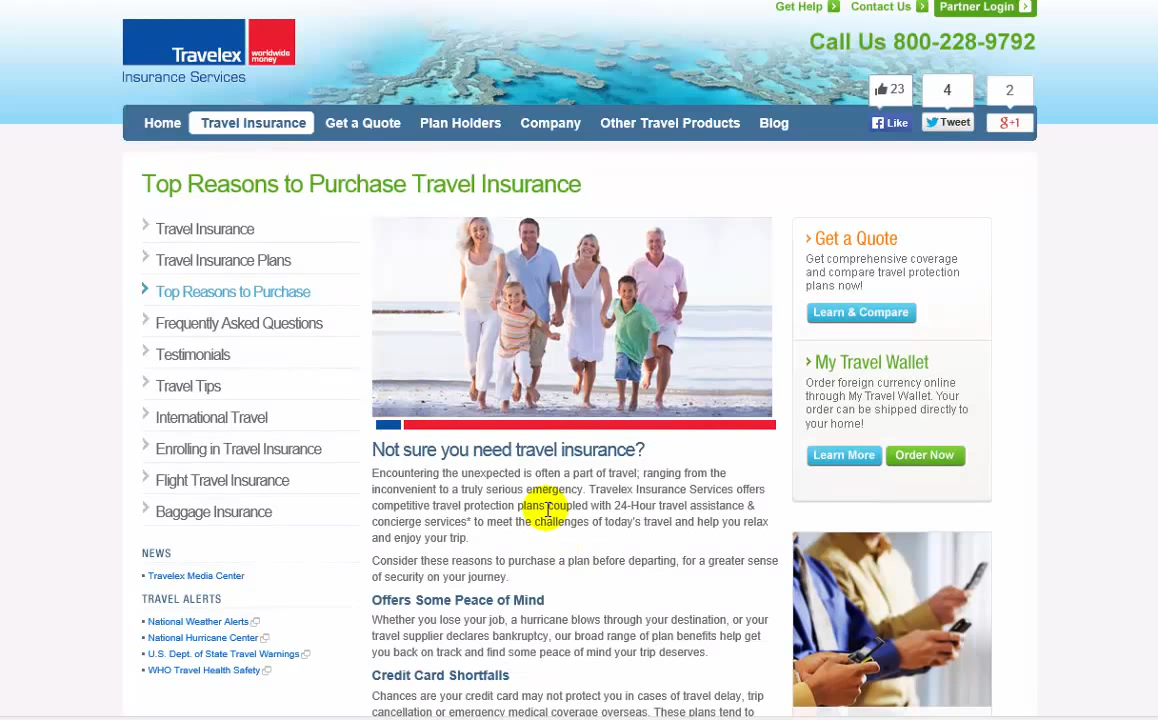 Get Help
Contact Us
Partner Login
Travelex
worldwide
money
Insurance Services
Call Us 800-228-9792
23
4
2
Like
Tweet
g+1
Home
Travel Insurance
Get a Quote
Plan Holders
Company
Other Travel Products
Blog
Top Reasons to Purchase Travel Insurance
Travel Insurance
Travel Insurance Plans
Top Reasons to Purchase
Frequently Asked Questions
Testimonials
Travel Tips
International Travel
Enrolling in Travel Insurance
Flight Travel Insurance
Baggage Insurance
NEWS
Travelex Media Center
TRAVEL ALERTS
National Weather Alerts
National Hurricane Center
U.S. Dept. of State Travel Warnings
WHO Travel Health Safety
Not sure you need travel insurance?
Encountering the unexpected is often a part of travel; ranging from the
inconvenient to a truly serious emergency. Travelex Insurance Services offers
competitive travel protection plans coupled with 24-Hour travel assistance &
concierge services* to meet the challenges of today's travel and help you relax
and enjoy your trip.
Consider these reasons to purchase a plan before departing, for a greater sense
of security on your journey.
Offers Some Peace of Mind
Whether you lose your job, a hurricane blows through your destination, or your
travel supplier declares bankruptcy, our broad range of plan benefits help get
you back on track and find some peace of mind your trip deserves.
Credit Card Shortfalls
Chances are your credit card may not protect you in cases of travel delay, trip
cancellation or emergency medical coverage overseas. These plans tend to
Get a Quote
Get comprehensive coverage
and compare travel protection
plans now!
Learn & Compare
My Travel Wallet
Order foreign currency online
through My Travel Wallet. Your
order can be shipped directly to
your home!
Learn More
Order Now